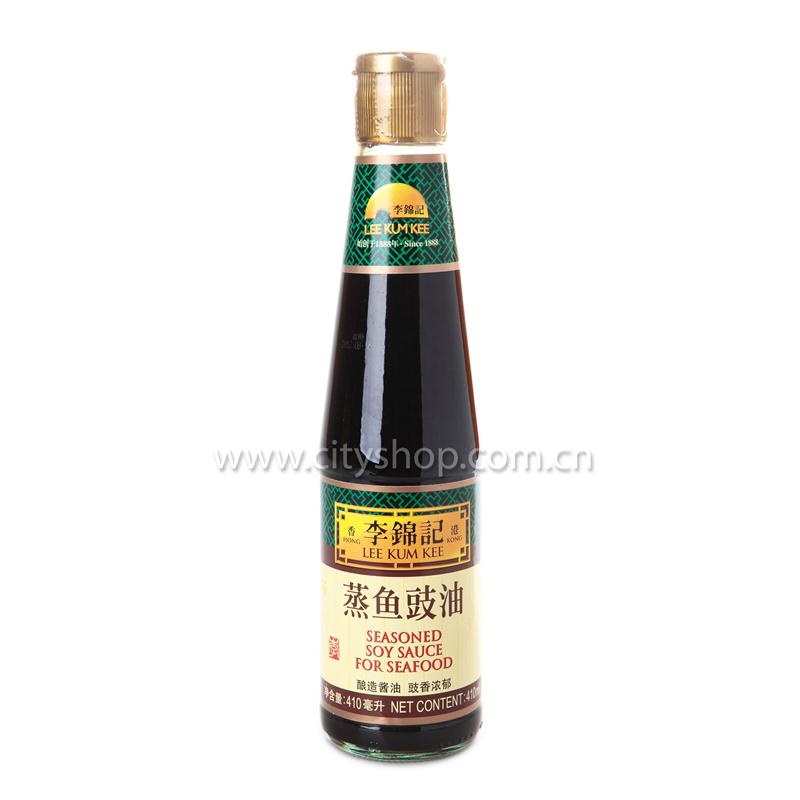 李錦記
LEE KUM KEE
始创于1888年·Since 1888
www.cityshop.com.cn
香 李錦記 港
HONG LEE KUM KEE KONG
蒸鱼豉油
SEASONED
SOY SAUCE
FOR SEAFOOD
酿造酱油 豉香浓郁
净含量:410毫升 NET CONTENT:410m